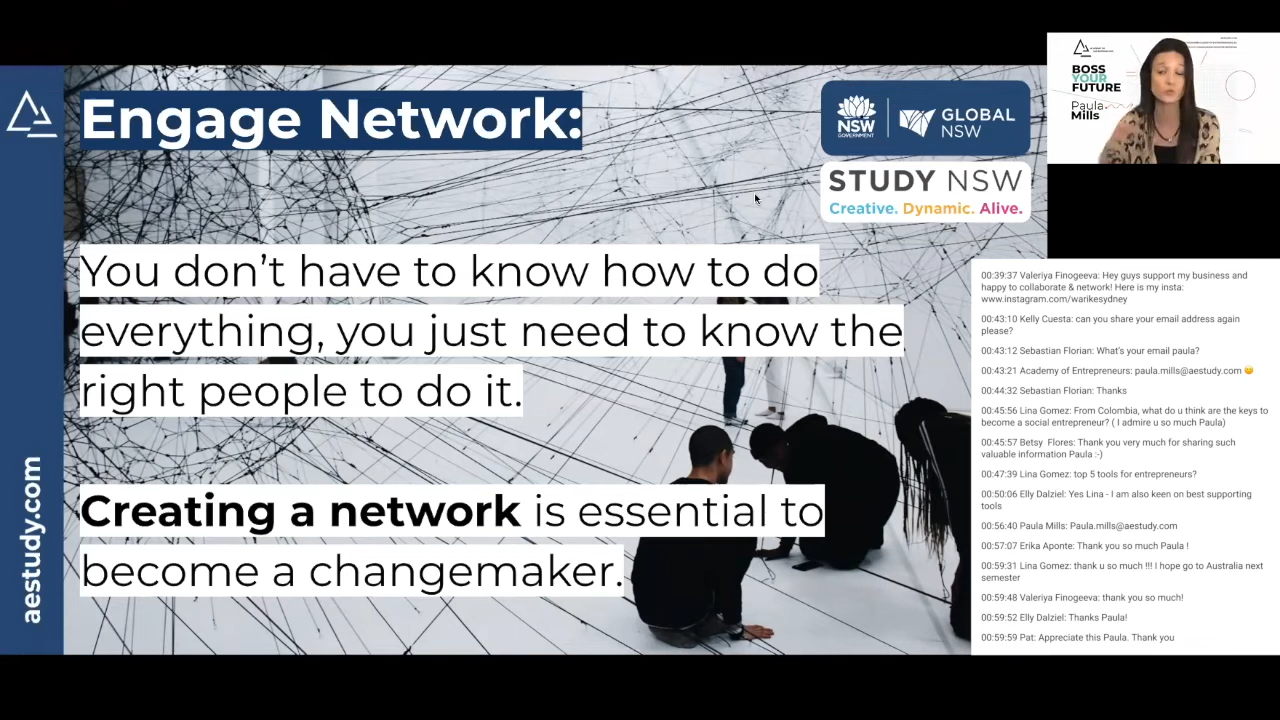 Engage Network:
NSW
GOVERNMENT
GLOBAL
NSW
STUDY NSW
Creative. Dynamic. Alive.
You don't have to know how to do
everything, you just need to know the
right people to do it.
Creating a network is essential to
become a changemaker.
aestudy.com
BOSS
YOUR
FUTURE
Paula
Mills
00:39:37 Valeriya Finogeeva: Hey guys support my business and
happy to collaborate & network! Here is my insta:
www.instagram.com/warikesydney
00:43:10 Kelly Cuesta: can you share your email address again
please?
00:43:12 Sebastian Florian: What's your email paula?
00:43:21 Academy of Entrepreneurs: paula.mills@aestudy.com 😊
00:44:32 Sebastian Florian: Thanks
00:45:56 Lina Gomez: From Colombia, what do u think are the keys to
become a social entrepreneur? ( I admire u so much Paula)
00:45:57 Betsy  Flores: Thank you very much for sharing such
valuable information Paula :-)
00:47:39 Lina Gomez: top 5 tools for entrepreneurs?
00:50:06 Elly Dalziel: Yes Lina - I am also keen on best supporting
tools
00:56:40 Paula Mills: Paula.mills@aestudy.com
00:57:07 Erika Aponte: Thank you so much Paula !
00:59:31 Lina Gomez: thank u so much !!! I hope go to Australia next
semester
00:59:48 Valeriya Finogeeva: thank you so much!
00:59:52 Elly Dalziel: Thanks Paula!
00:59:59 Pat: Appreciate this Paula. Thank you